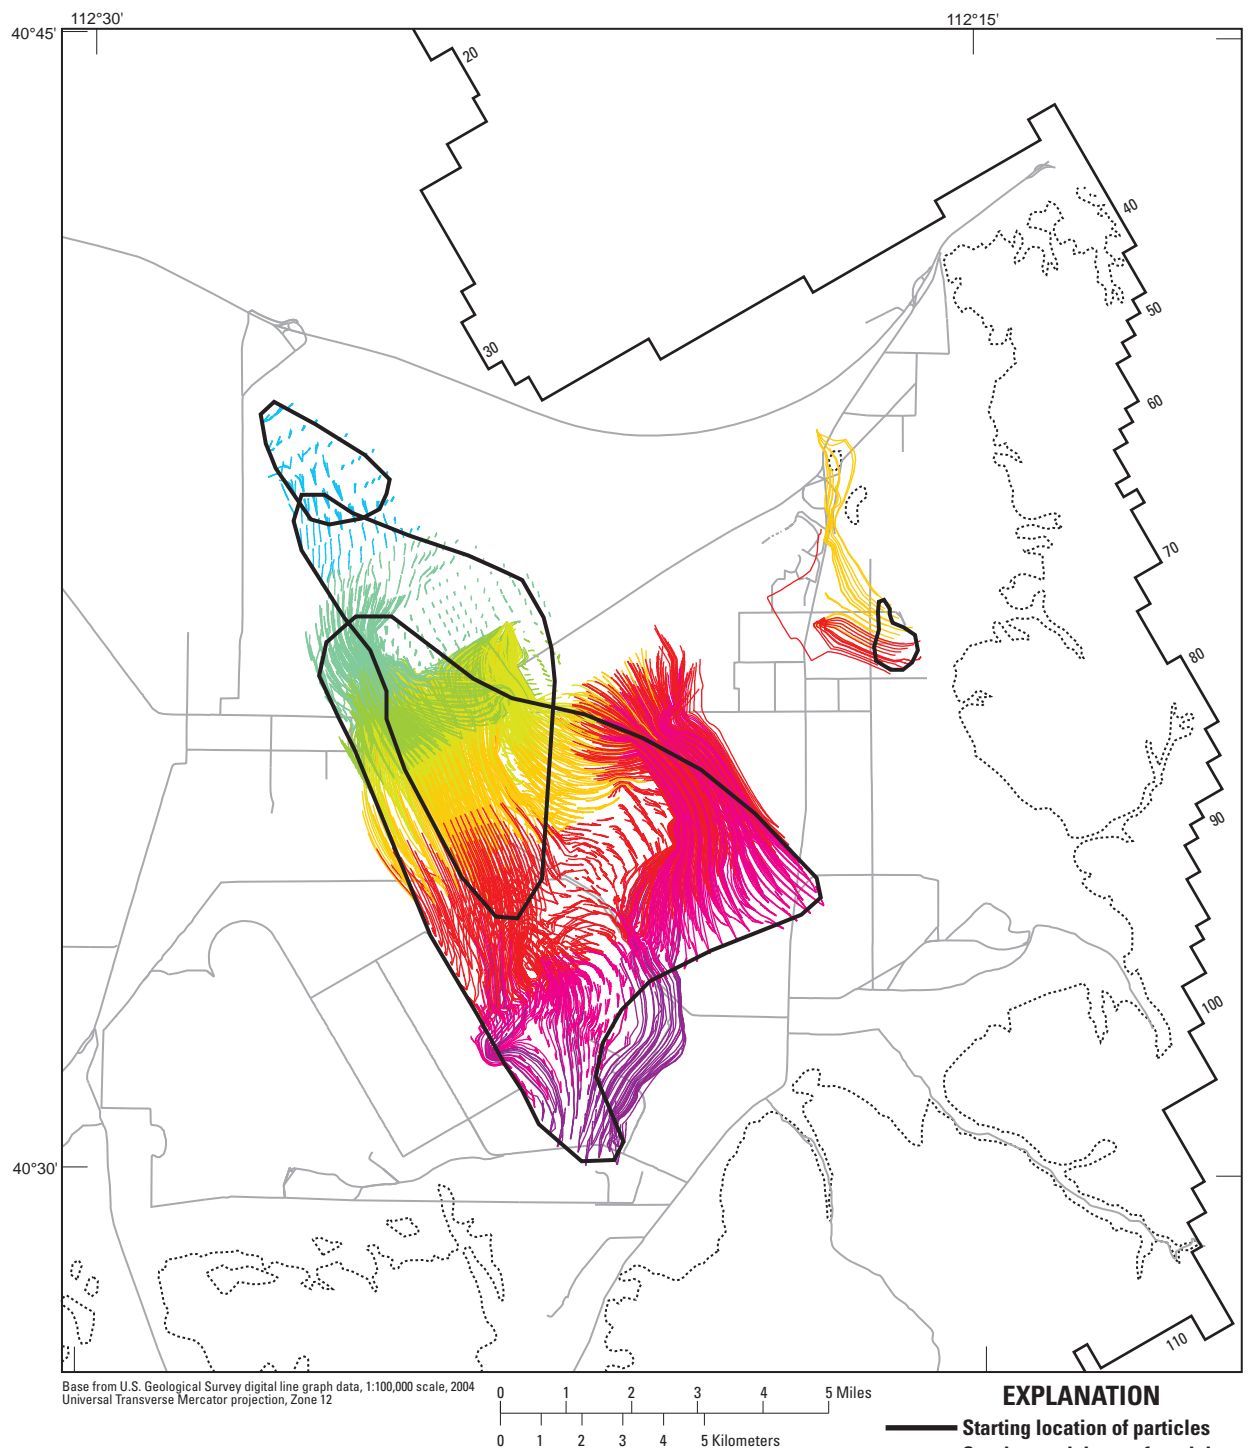 112°30'
112°15'
40°45'
20
30
40
50
60
70
80
90
100
40°30'
110
Base from U.S. Geological Survey digital line graph data, 1:100,000 scale, 2004
Universal Transverse Mercator projection, Zone 12
0 1 2 3 4 5 Miles
0 1 2 3 4 5 Kilometers
EXPLANATION
Starting location of particles